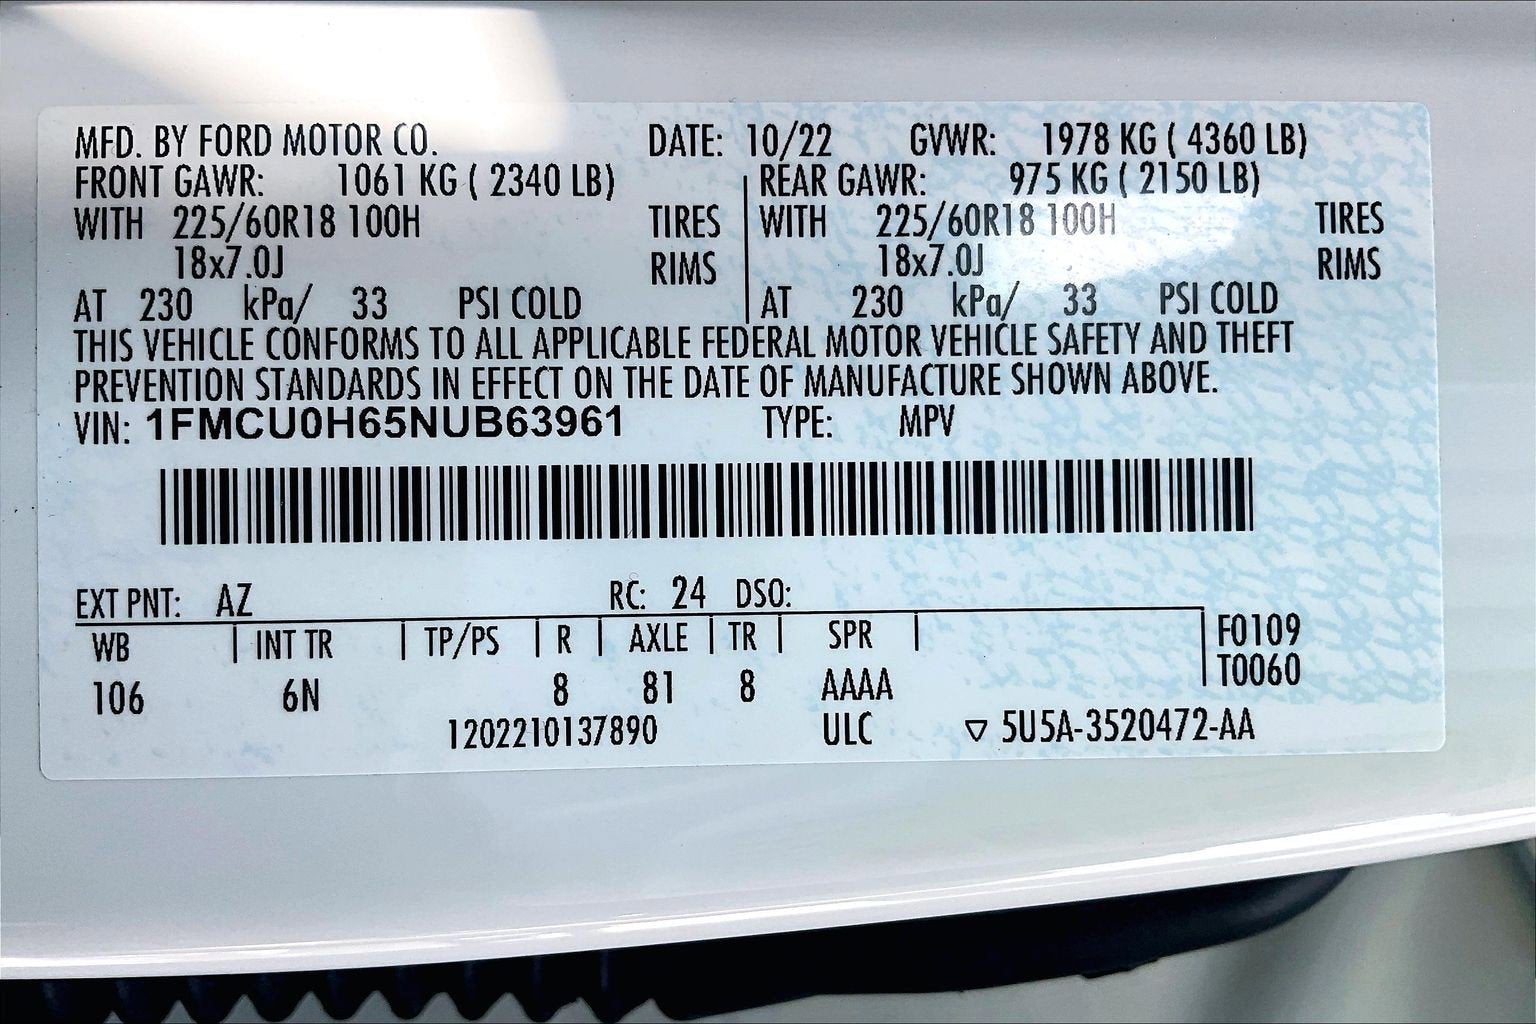 MFD. BY FORD MOTOR CO. DATE: 10/22 GVWR: 1978 KG ( 4360 LB)
FRONT GAWR: 1061 KG ( 2340 LB) REAR GAWR: 975 KG ( 2150 LB)
WITH 225/60R18 100H TIRES WITH 225/60R18 100H TIRES
18x7.0J RIMS 18x7.0J RIMS
AT 230 kPa/ 33 PSI COLD AT 230 kPa/ 33 PSI COLD
THIS VEHICLE CONFORMS TO ALL APPLICABLE FEDERAL MOTOR VEHICLE SAFETY AND THEFT
PREVENTION STANDARDS IN EFFECT ON THE DATE OF MANUFACTURE SHOWN ABOVE.
VIN: 1FMCU0H65NUB63961 TYPE: MPV
EXT PNT: AZ RC: 24 DSO:
WB INT TR TP/PS R AXLE TR SPR F0109
T0060
106 6N 8 81 8 AAAA
1202210137890 ULC ▽ 5U5A-3520472-AA